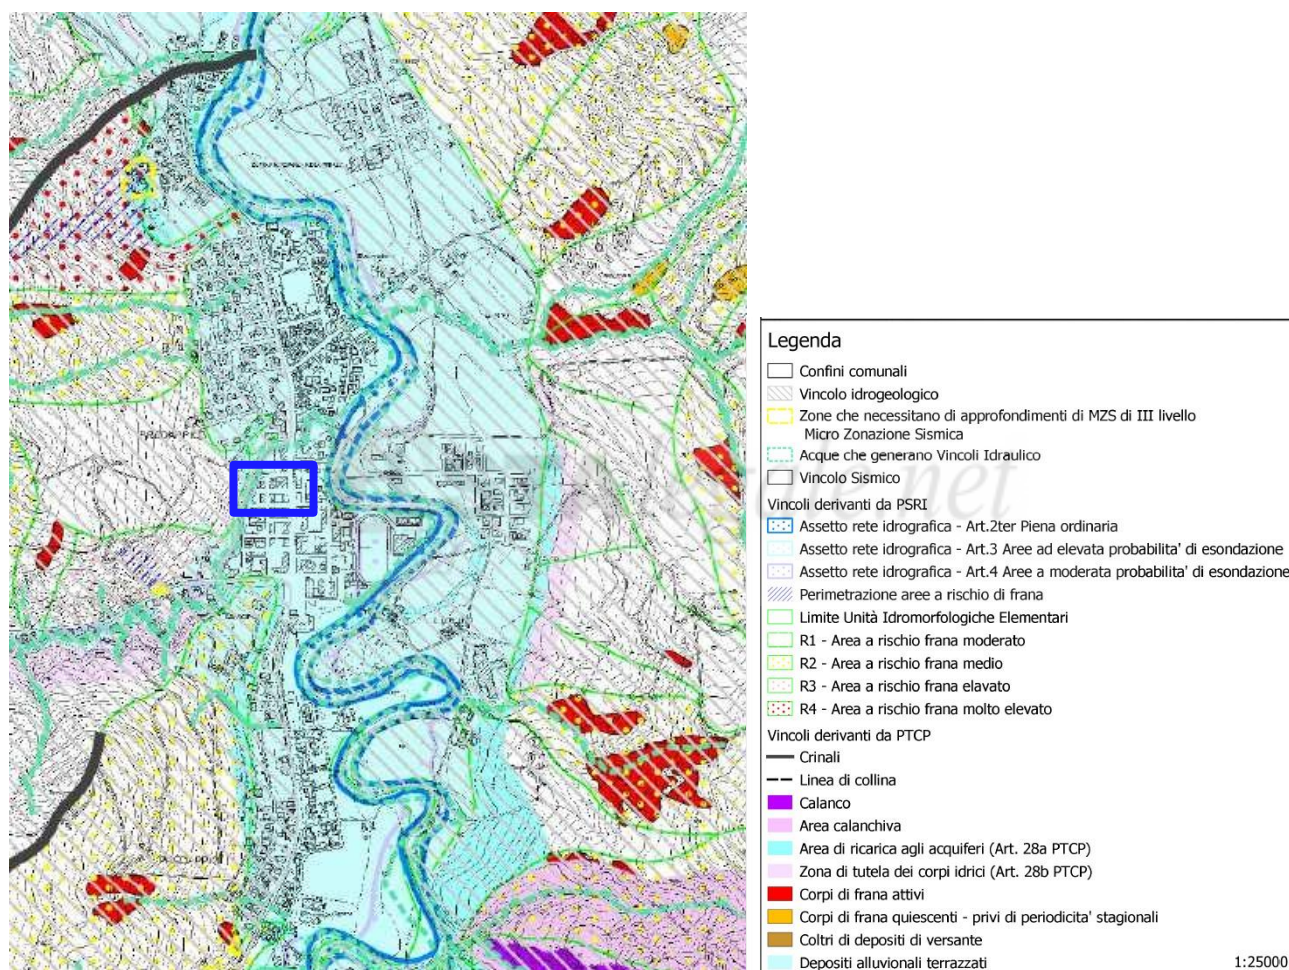 Legenda
Confini comunali
Vincolo idrogeologico
Zone che necessitano di approfondimenti di MZS di III livello
Micro Zonazione Sismica
Acque che generano Vincoli Idraulico
Vincolo Sismico
Vincoli derivanti da PSRI
Assetto rete idrografica - Art.2ter Piena ordinaria
Assetto rete idrografica - Art.3 Aree ad elevata probabilita' di esondazione
Assetto rete idrografica - Art.4 Aree a moderata probabilita' di esondazione
Perimetrazione aree a rischio di frana
Limite Unità Idromorfologiche Elementari
R1 - Area a rischio frana moderato
R2 - Area a rischio frana medio
R3 - Area a rischio frana elavato
R4 - Area a rischio frana molto elevato
Vincoli derivanti da PTCP
Crinali
Linea di collina
Calanco
Area calanchiva
Area di ricarica agli acquiferi (Art. 28a PTCP)
Zona di tutela dei corpi idrici (Art. 28b PTCP)
Corpi di frana attivi
Corpi di frana quiescenti - privi di periodicita' stagionali
Coltri di depositi di versante
Depositi alluvionali terrazzati
1:25000